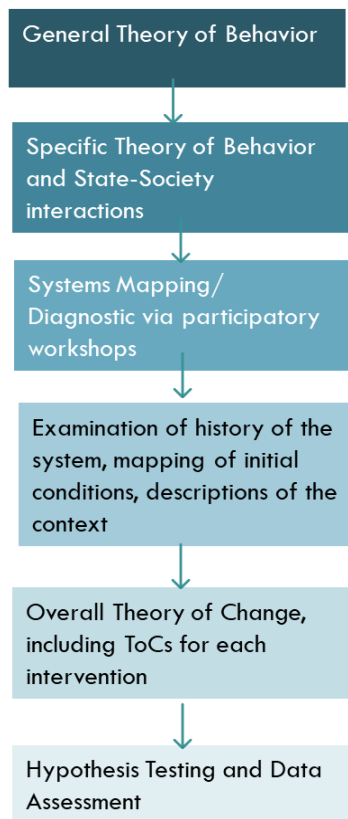 General Theory of Behavior
Specific Theory of Behavior
and State-Society
interactions
Systems Mapping/
Diagnostic via participatory
workshops
Examination of history of the
system, mapping of initial
conditions, descriptions of the
context
Overall Theory of Change,
including ToCs for each
intervention
Hypothesis Testing and Data
Assessment